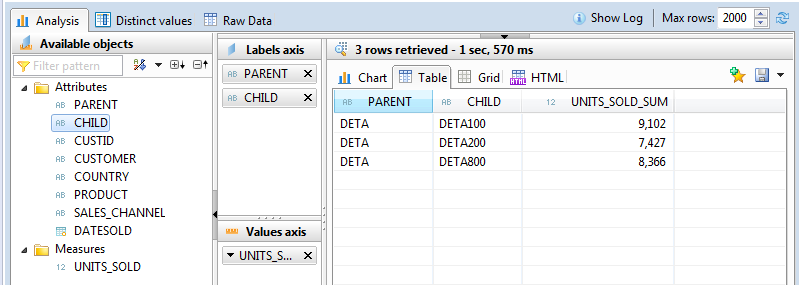 Analysis Distinct values Raw Data Show Log Max rows: 2000
Available objects
Filter pattern
Attributes
AB PARENT
AB CHILD
AB CUSTID
AB CUSTOMER
AB COUNTRY
AB PRODUCT
AB SALES_CHANNEL
DATESOLD
Measures
12 UNITS_SOLD
Labels axis
AB PARENT
AB CHILD
Values axis
UNITS_S...
3 rows retrieved - 1 sec, 570 ms
Chart Table Grid HTML
AB PARENT AB CHILD 12 UNITS_SOLD_SUM
DETA DETA100 9,102
DETA DETA200 7,427
DETA DETA800 8,366